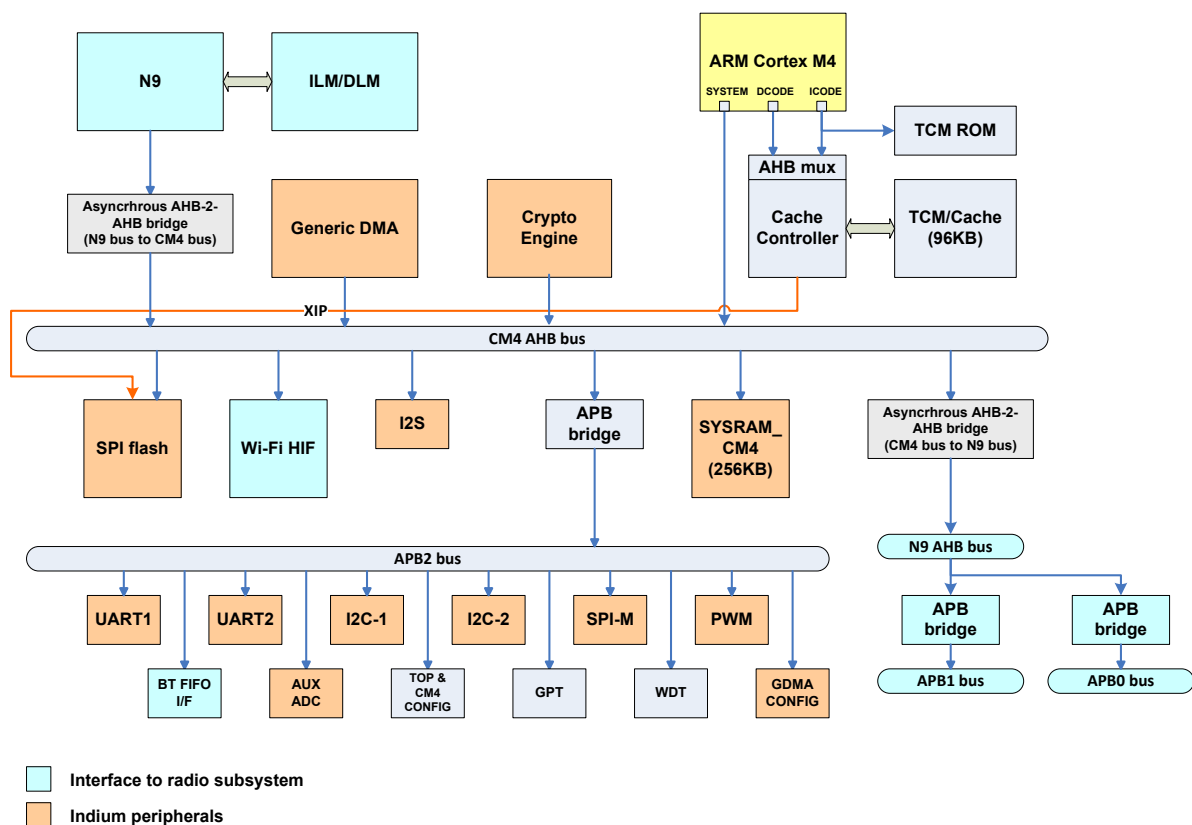 N9
ILM/DLM
ARM Cortex M4
SYSTEM
DCODE
ICODE
TCM ROM
AHB mux
Cache
Controller
TCM/Cache
(96KB)
Asyncrhrous AHB-2-
AHB bridge
(N9 bus to CM4 bus)
Generic DMA
Crypto
Engine
XIP
CM4 AHB bus
SPI flash
Wi-Fi HIF
I2S
APB
bridge
SYSRAM_
CM4
(256KB)
Asyncrhrous AHB-2-
AHB bridge
(CM4 bus to N9 bus)
N9 AHB bus
APB2 bus
UART1
UART2
I2C-1
I2C-2
SPI-M
PWM
APB
bridge
APB
bridge
BT FIFO
I/F
AUX
ADC
TOP &
CM4
CONFIG
GPT
WDT
GDMA
CONFIG
APB1 bus
APB0 bus
Interface to radio subsystem
Indium peripherals